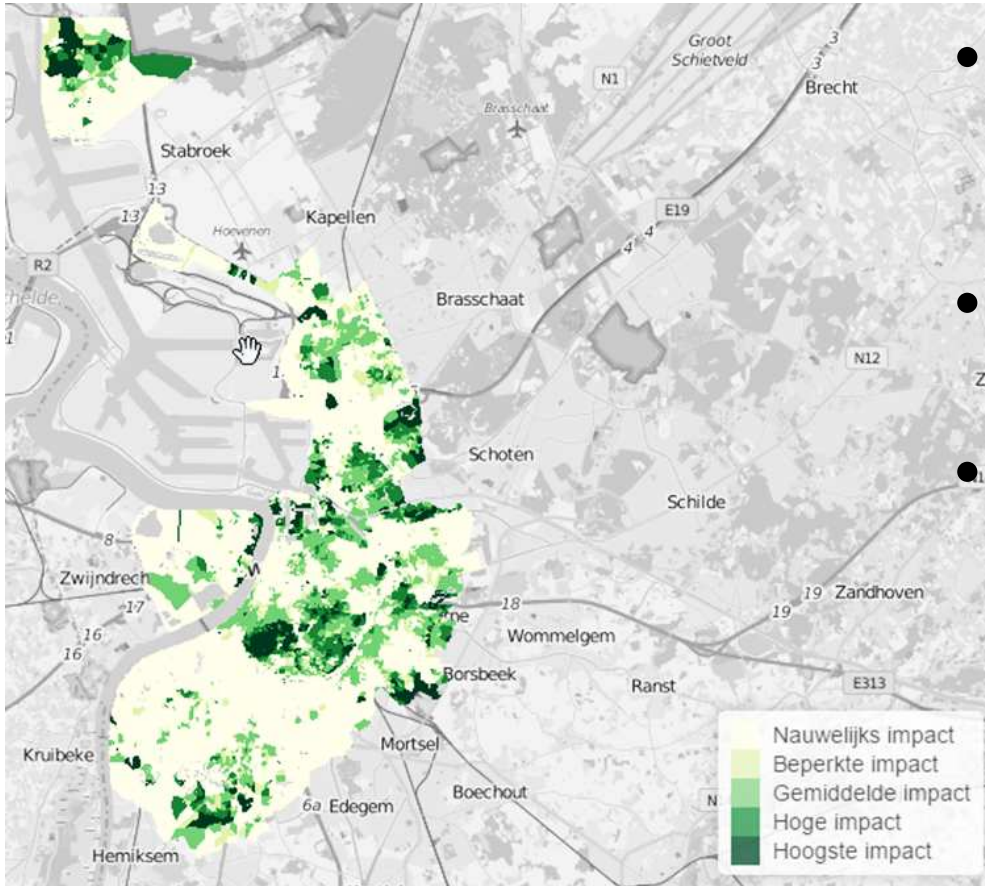 Groot
Schietveld
3
3
N1
Brecht
Brasschaat
Stabroek
13
13
Kapellen
E19
Hoevenen
4
4
R2
Brasschaat
N12
1
Schoten
Schilde
8
Zwijndrech
19
Zandhoven
17
18
19
16
Wommelgem
16
Borsbeek
Ranst
E313
Kruibeke
Mortsel
Nauwelijks impact
Beperkte impact
Boechout
Gemiddelde impact
6a Edegem
N
Hoge impact
Hemiksem
Hoogste impact